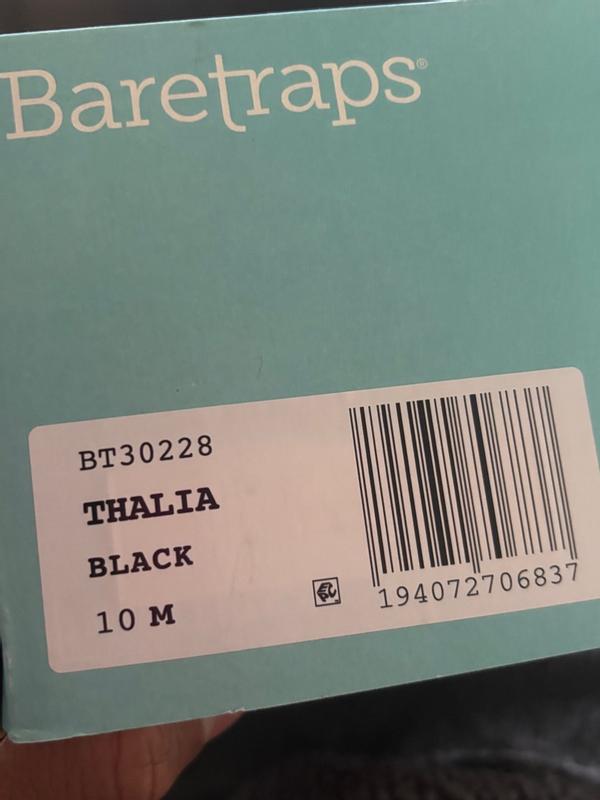 Baretraps®
BT30228
THALIA
BLACK
10 M
194072706837